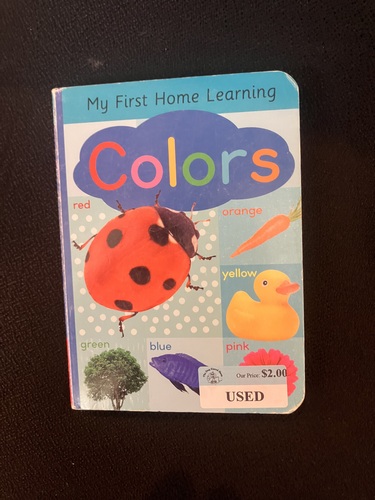 My First Home Learning
Colors
red
orange
yellow
green
blue
pink
Our Price: $2.00
USED